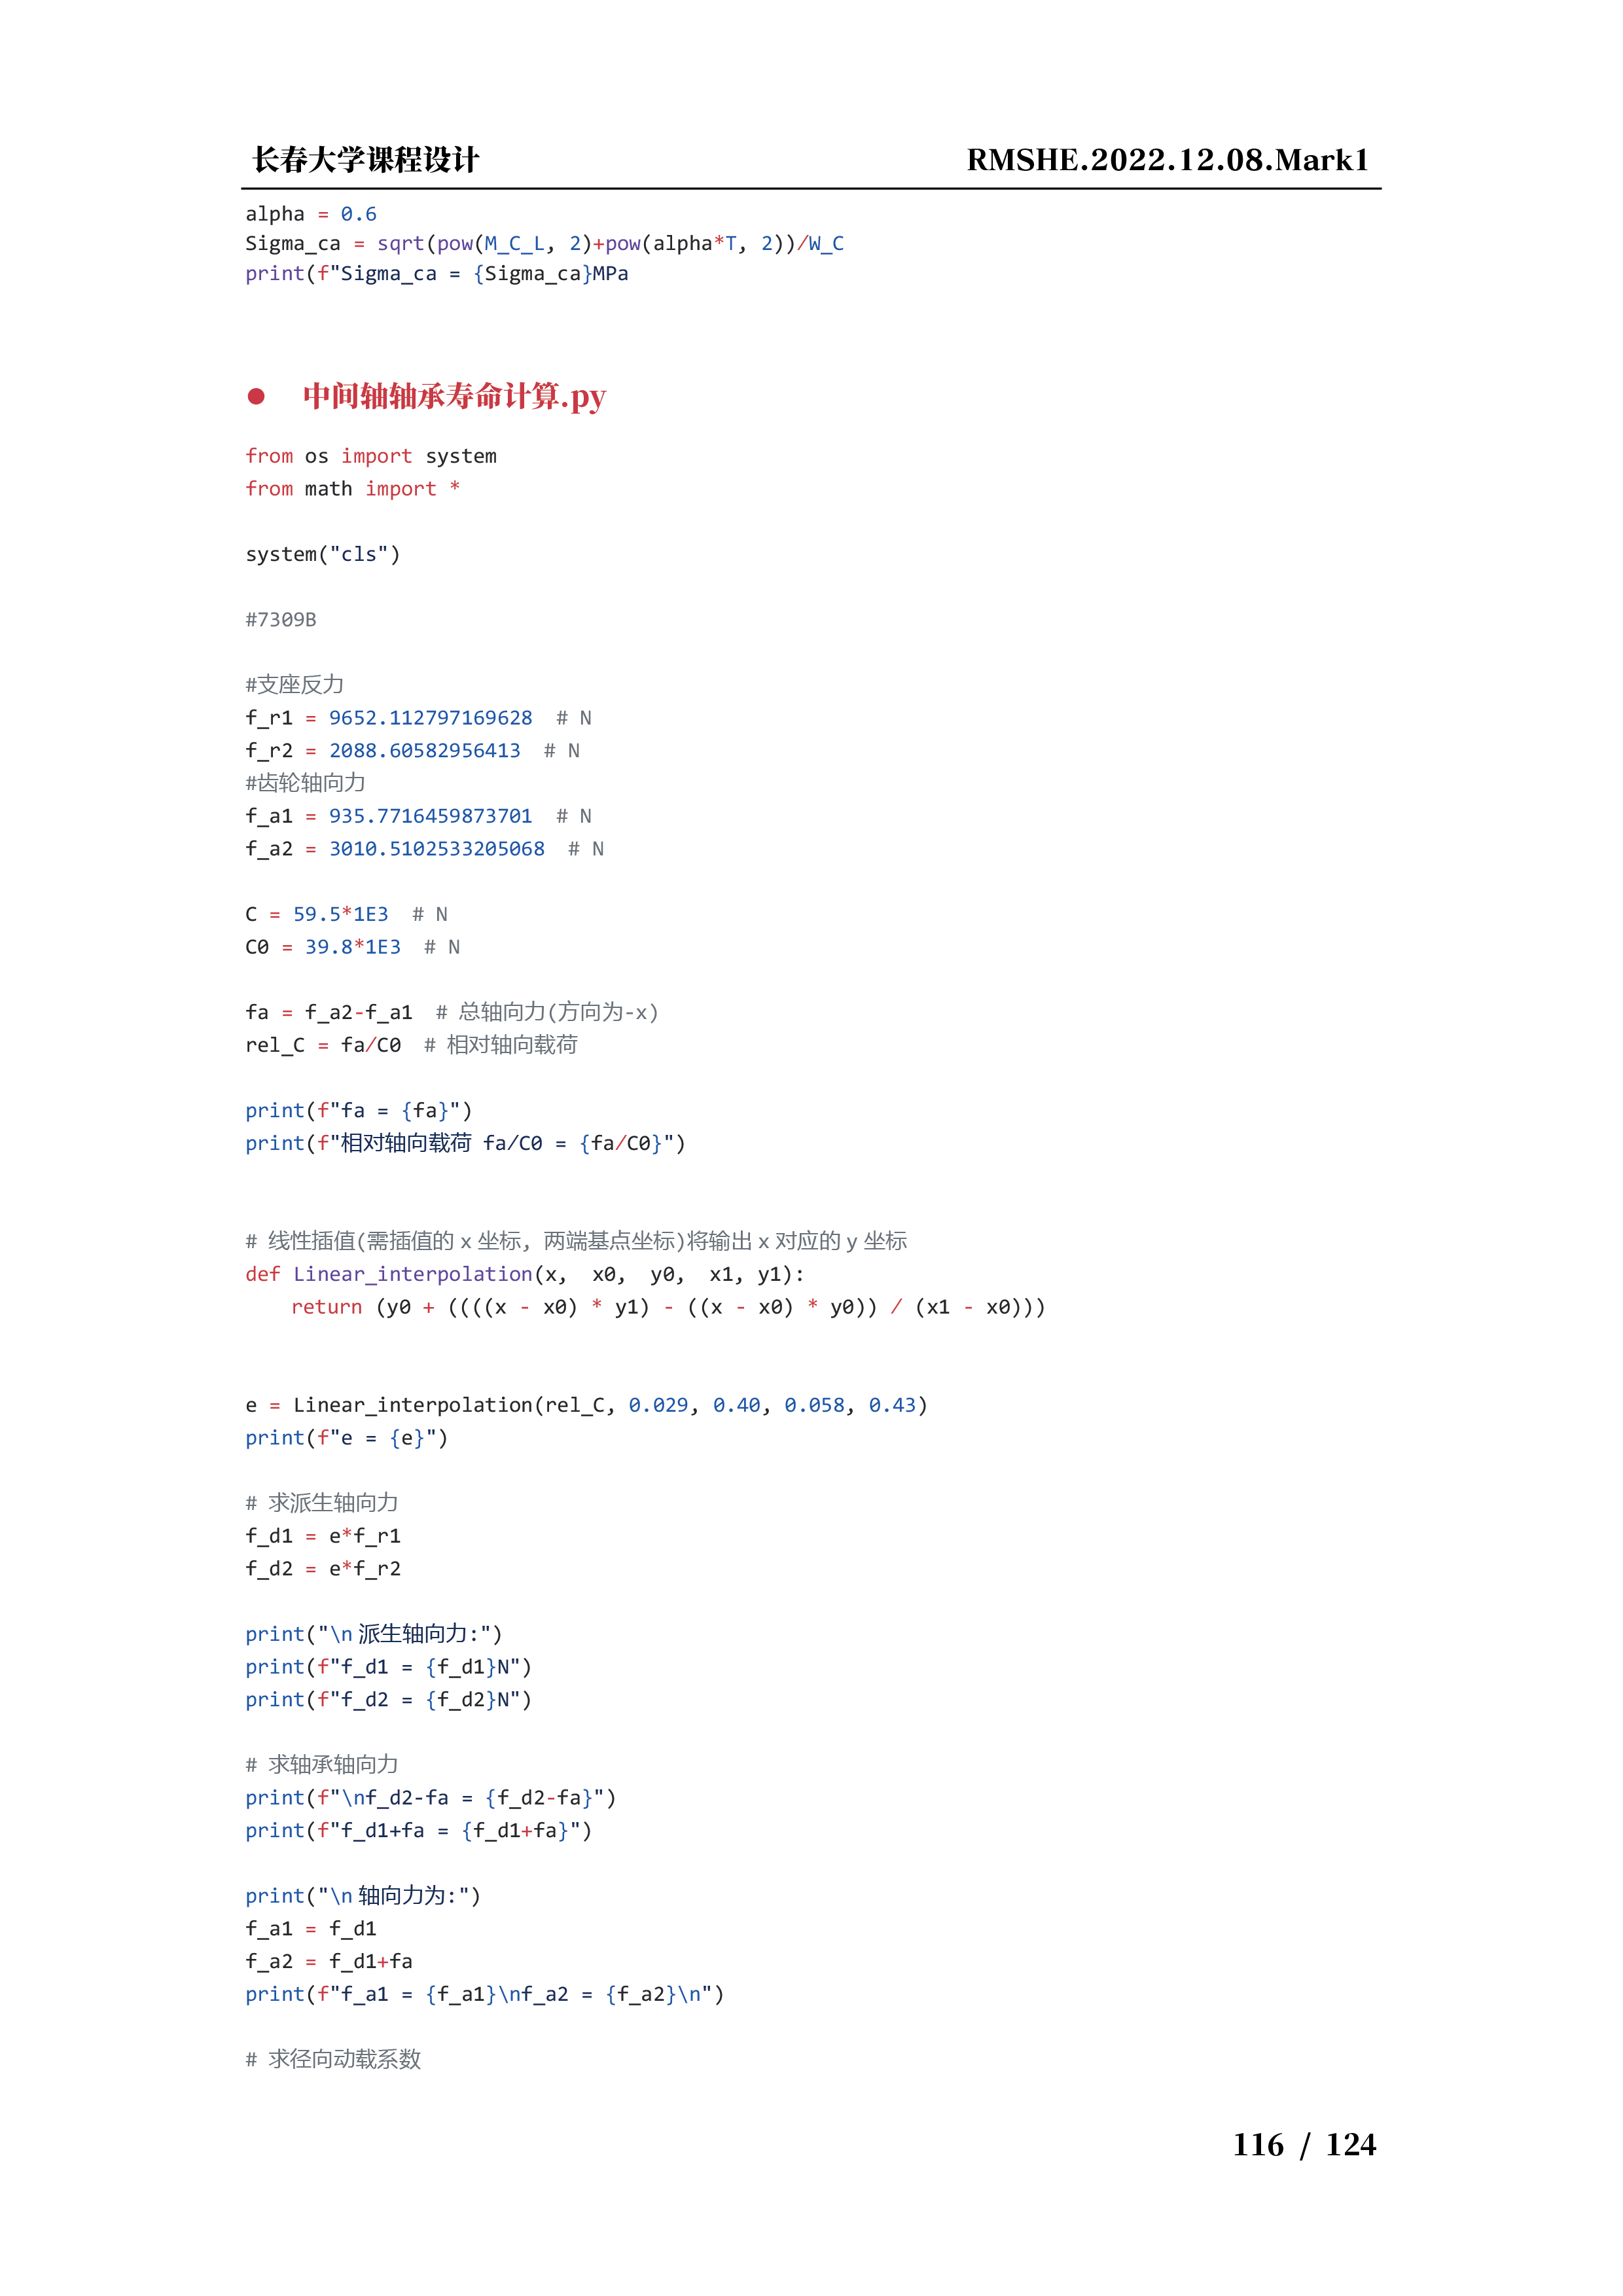 长春大学课程设计 RMSHE.2022.12.08.Mark1
alpha = 0.6
Sigma_ca = sqrt(pow(M_C_L, 2)+pow(alpha*T, 2))/W_C
print(f"Sigma_ca = {Sigma_ca}MPa
● 中间轴轴承寿命计算.py
from os import system
from math import *
system("cls")
#7309B
#支座反力
f_r1 = 9652.112797169628  # N
f_r2 = 2088.60582956413  # N
#齿轮轴向力
f_a1 = 935.7716459873701  # N
f_a2 = 3010.5102533205068  # N
C = 59.5*1E3  # N
C0 = 39.8*1E3  # N
fa = f_a2-f_a1  # 总轴向力(方向为-x)
rel_C = fa/C0  # 相对轴向载荷
print(f"fa = {fa}")
print(f"相对轴向载荷 fa/C0 = {fa/C0}")
# 线性插值(需插值的 x 坐标, 两端基点坐标)将输出 x 对应的 y 坐标
def Linear_interpolation(x,  x0,  y0,  x1, y1):
    return (y0 + ((((x - x0) * y1) - ((x - x0) * y0)) / (x1 - x0)))
e = Linear_interpolation(rel_C, 0.029, 0.40, 0.058, 0.43)
print(f"e = {e}")
# 求派生轴向力
f_d1 = e*f_r1
f_d2 = e*f_r2
print("\n 派生轴向力:")
print(f"f_d1 = {f_d1}N")
print(f"f_d2 = {f_d2}N")
# 求轴承轴向力
print(f"\nf_d2-fa = {f_d2-fa}")
print(f"f_d1+fa = {f_d1+fa}")
print("\n 轴向力为:")
f_a1 = f_d1
f_a2 = f_d1+fa
print(f"f_a1 = {f_a1}\nf_a2 = {f_a2}\n")
# 求径向动载系数
116 / 124